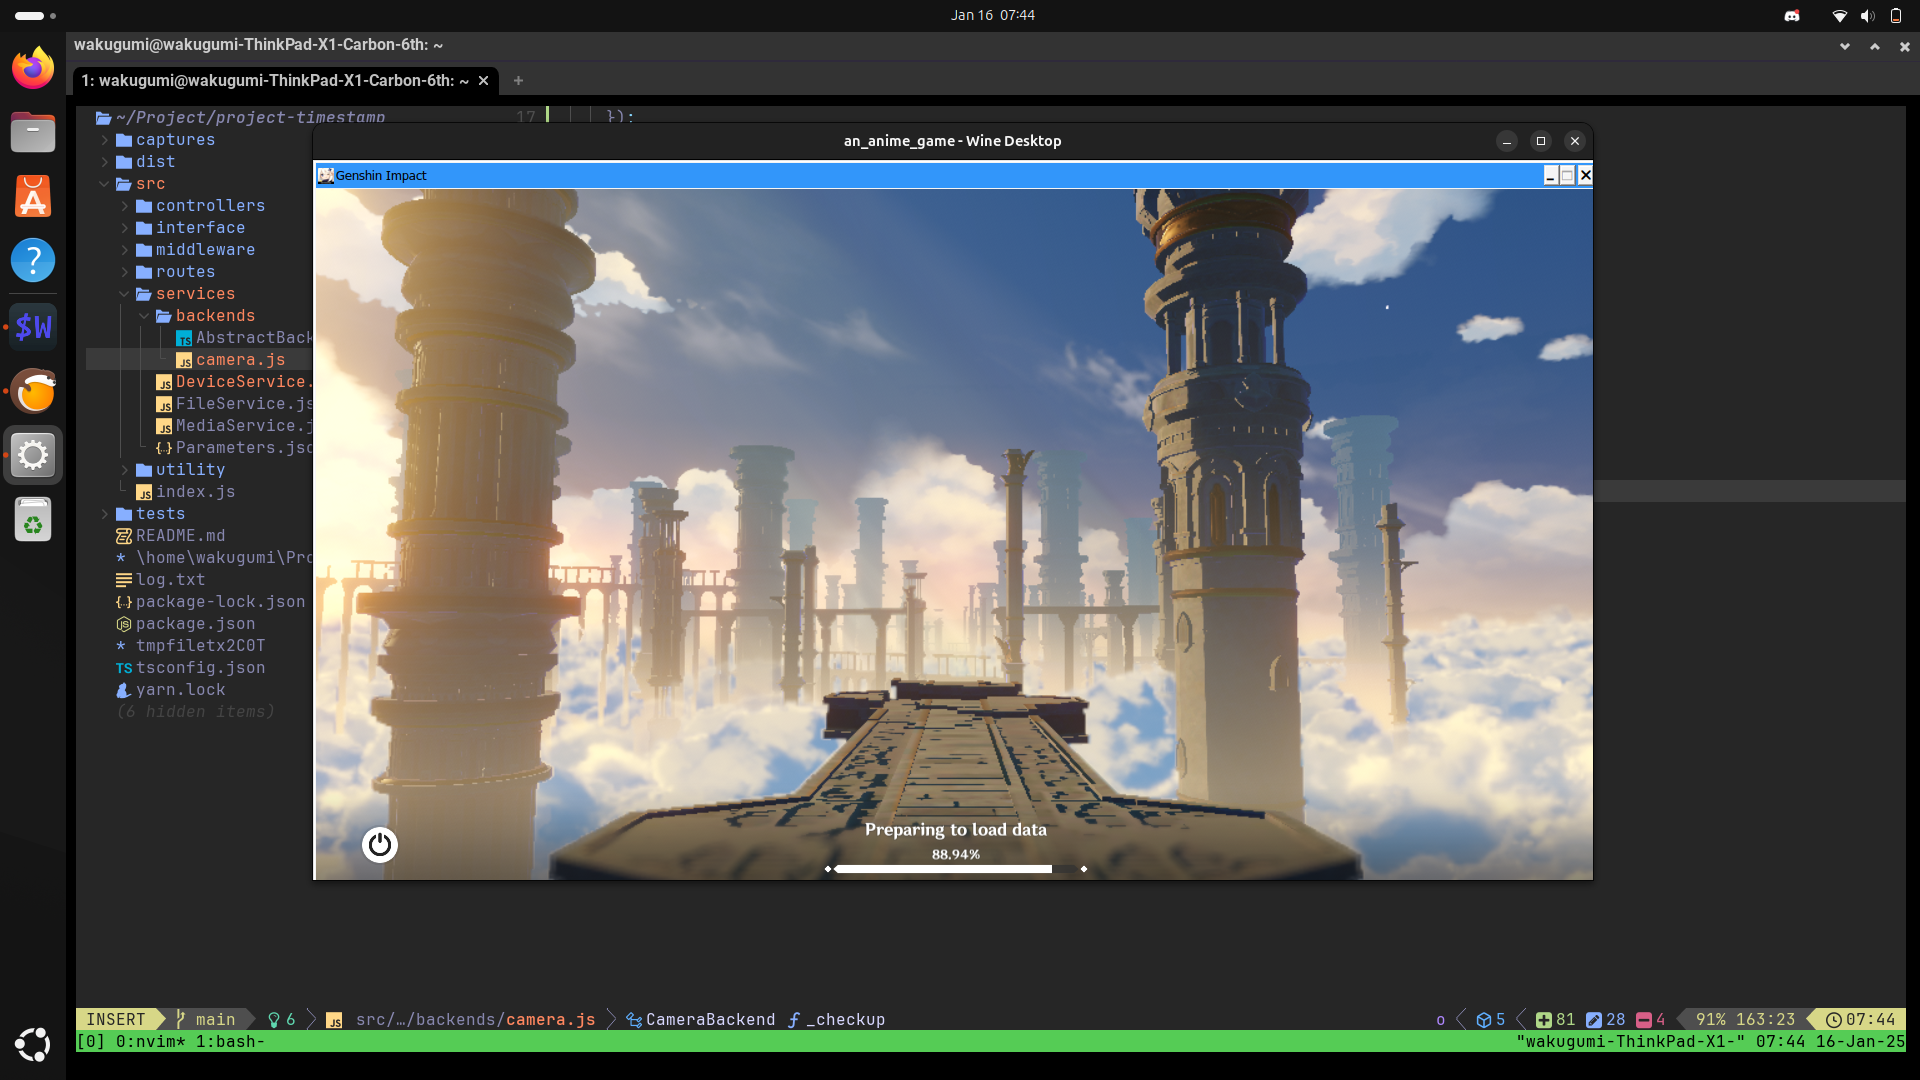 Jan 16 07:44
wakugumi@wakugumi-ThinkPad-X1-Carbon-6th: ~
1: wakugumi@wakugumi-ThinkPad-X1-Carbon-6th: ~ × +
~/Project/project-timestamp
17 });
captures
dist
src
controllers
interface
middleware
routes
services
backends
AbstractBack
camera.js
DeviceService.
FileService.js
MediaService.j
Parameters.jso
utility
index.js
tests
README.md
* \home\wakugumi\Pro
log.txt
package-lock.json
package.json
* tmpfiletx2C0T
TS tsconfig.json
yarn.lock
(6 hidden items)
$W
an_anime_game - Wine Desktop
Genshin Impact
Preparing to load data
88.94%
INSERT main 6 JS src/…/backends/camera.js CameraBackend _checkup o 5 81 28 4 91% 163:23 07:44
[0] 0:nvim* 1:bash- "wakugumi-ThinkPad-X1-" 07:44 16-Jan-25